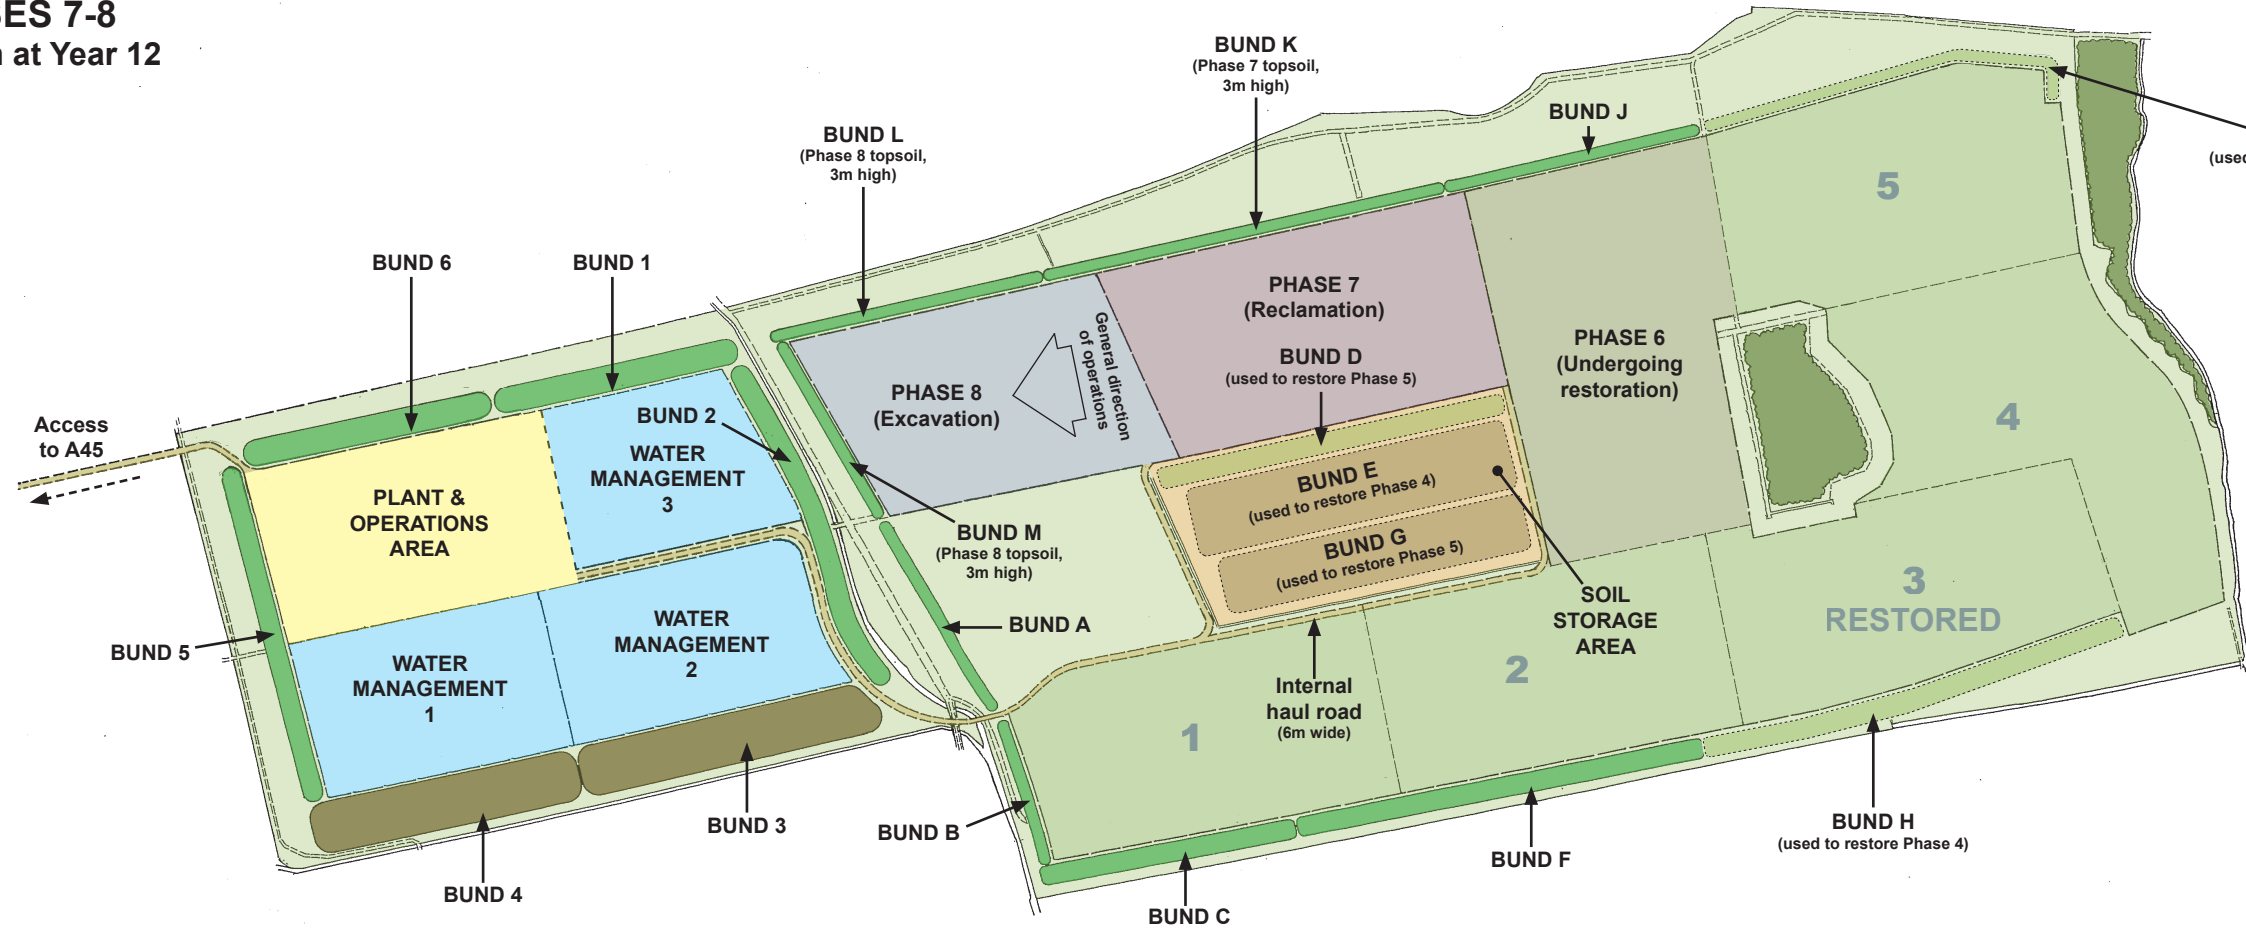 7-8
at Year 12
BUND K
(Phase 7 topsoil,
3m high)
BUND J
BUND L
(Phase 8 topsoil,
3m high)
BUND 6
BUND 1
5
PHASE 7
(Reclamation)
General direction
of operations
PHASE 6
(Undergoing
restoration)
BUND D
(used to restore Phase 5)
PHASE 8
(Excavation)
BUND 2
Access
to A45
4
WATER
MANAGEMENT
3
PLANT &
OPERATIONS
AREA
BUND E
(used to restore Phase 4)
BUND G
(used to restore Phase 5)
BUND M
(Phase 8 topsoil,
3m high)
BUND A
SOIL
STORAGE
AREA
3
RESTORED
WATER
MANAGEMENT
2
BUND 5
WATER
MANAGEMENT
1
2
Internal
haul road
(6m wide)
1
BUND 3
BUND B
BUND H
(used to restore Phase 4)
BUND F
BUND 4
BUND C